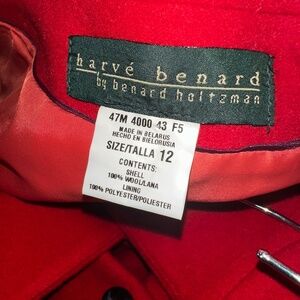 harvé benard
by benard holtzman
47M 4000 43 F5
MADE IN BELARUS
HECHO EN BIELORUSIA
SIZE/TALLA 12
CONTENTS:
SHELL
100% WOOL/LANA
LINING
100% POLYESTER/POLIESTER